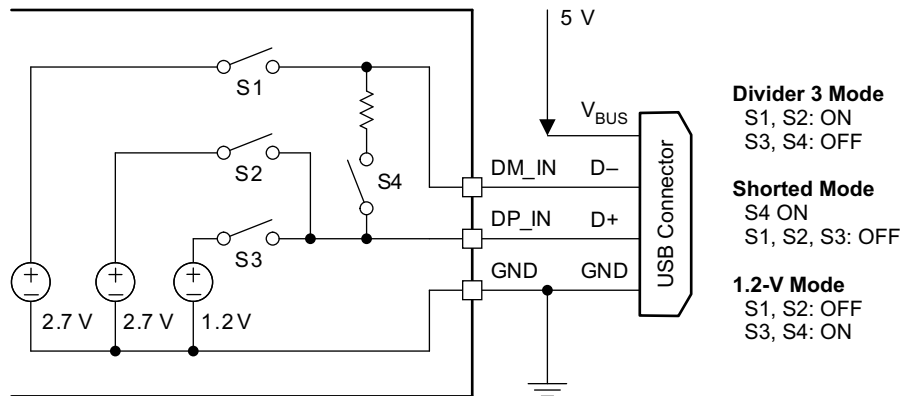 5 V
S1
VBUS
S2
S4
DM_IN
D–
S3
DP_IN
D+
GND
GND
2.7 V
2.7 V
1.2 V
USB Connector
Divider 3 Mode
S1, S2: ON
S3, S4: OFF
Shorted Mode
S4 ON
S1, S2, S3: OFF
1.2-V Mode
S1, S2: OFF
S3, S4: ON